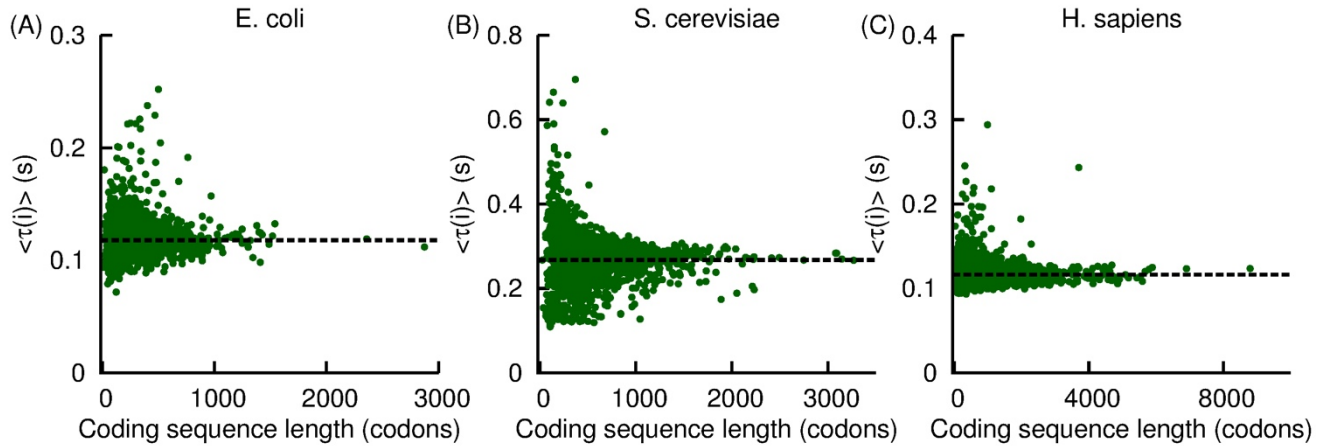 (A) E. coli
0.3
0.2
0.1
0
<τ(i)> (s)
0 1000 2000 3000
Coding sequence length (codons)
(B) S. cerevisiae
0.8
0.6
0.4
0.2
0
<τ(i)> (s)
0 1000 2000 3000
Coding sequence length (codons)
(C) H. sapiens
0.4
0.3
0.2
0.1
0
<τ(i)> (s)
0 4000 8000
Coding sequence length (codons)